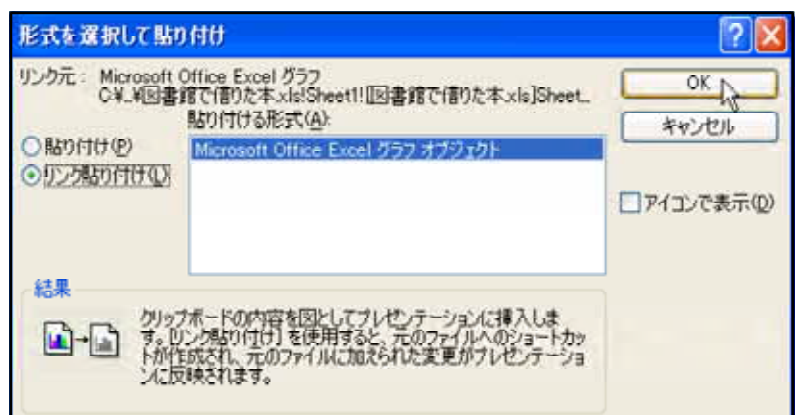 形式を選択して貼り付け
リンク元： Microsoft Office Excel グラフ
C¥...¥図書館で借りた本.xls!Sheet1![図書館で借りた本.xls]Sheet...
貼り付ける形式(A):
貼り付け(P)
リンク貼り付け(L)
Microsoft Office Excel グラフ オブジェクト
OK
キャンセル
アイコンで表示(D)
結果
クリップボードの内容を図としてプレゼンテーションに挿入しま
す。[リンク貼り付け] を使用すると、元のファイルへのショートカッ
トが作成され、元のファイルに加えられた変更がプレゼンテーショ
ンに反映されます。